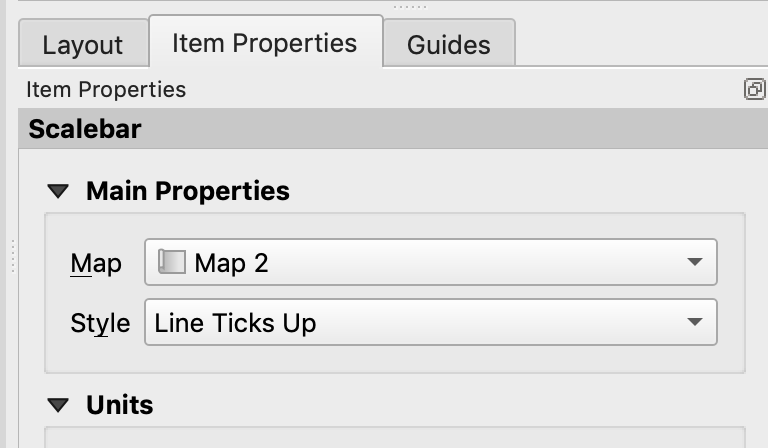 Layout Item Properties Guides
Item Properties
Scalebar
Main Properties
Map Map 2
Style Line Ticks Up
Units